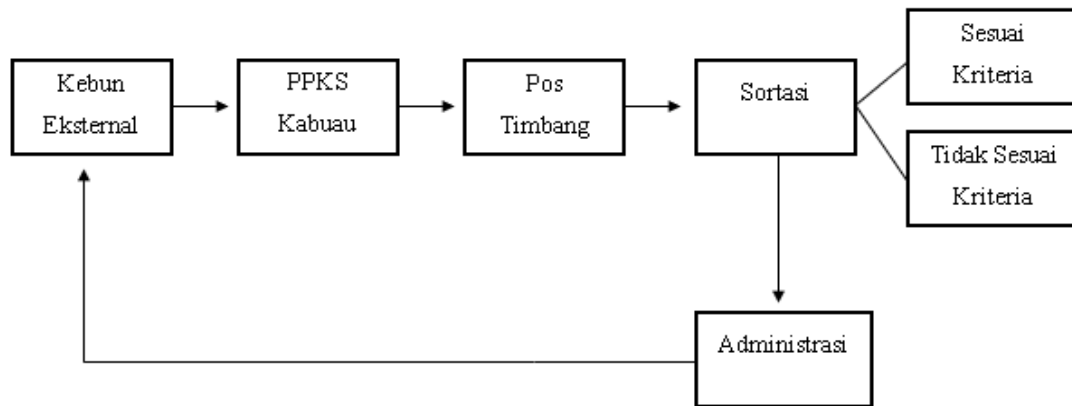 Kebun
Eksternal
PPKS
Kabuau
Pos
Timbang
Sortasi
Sesuai
Kriteria
Tidak Sesuai
Kriteria
Administrasi